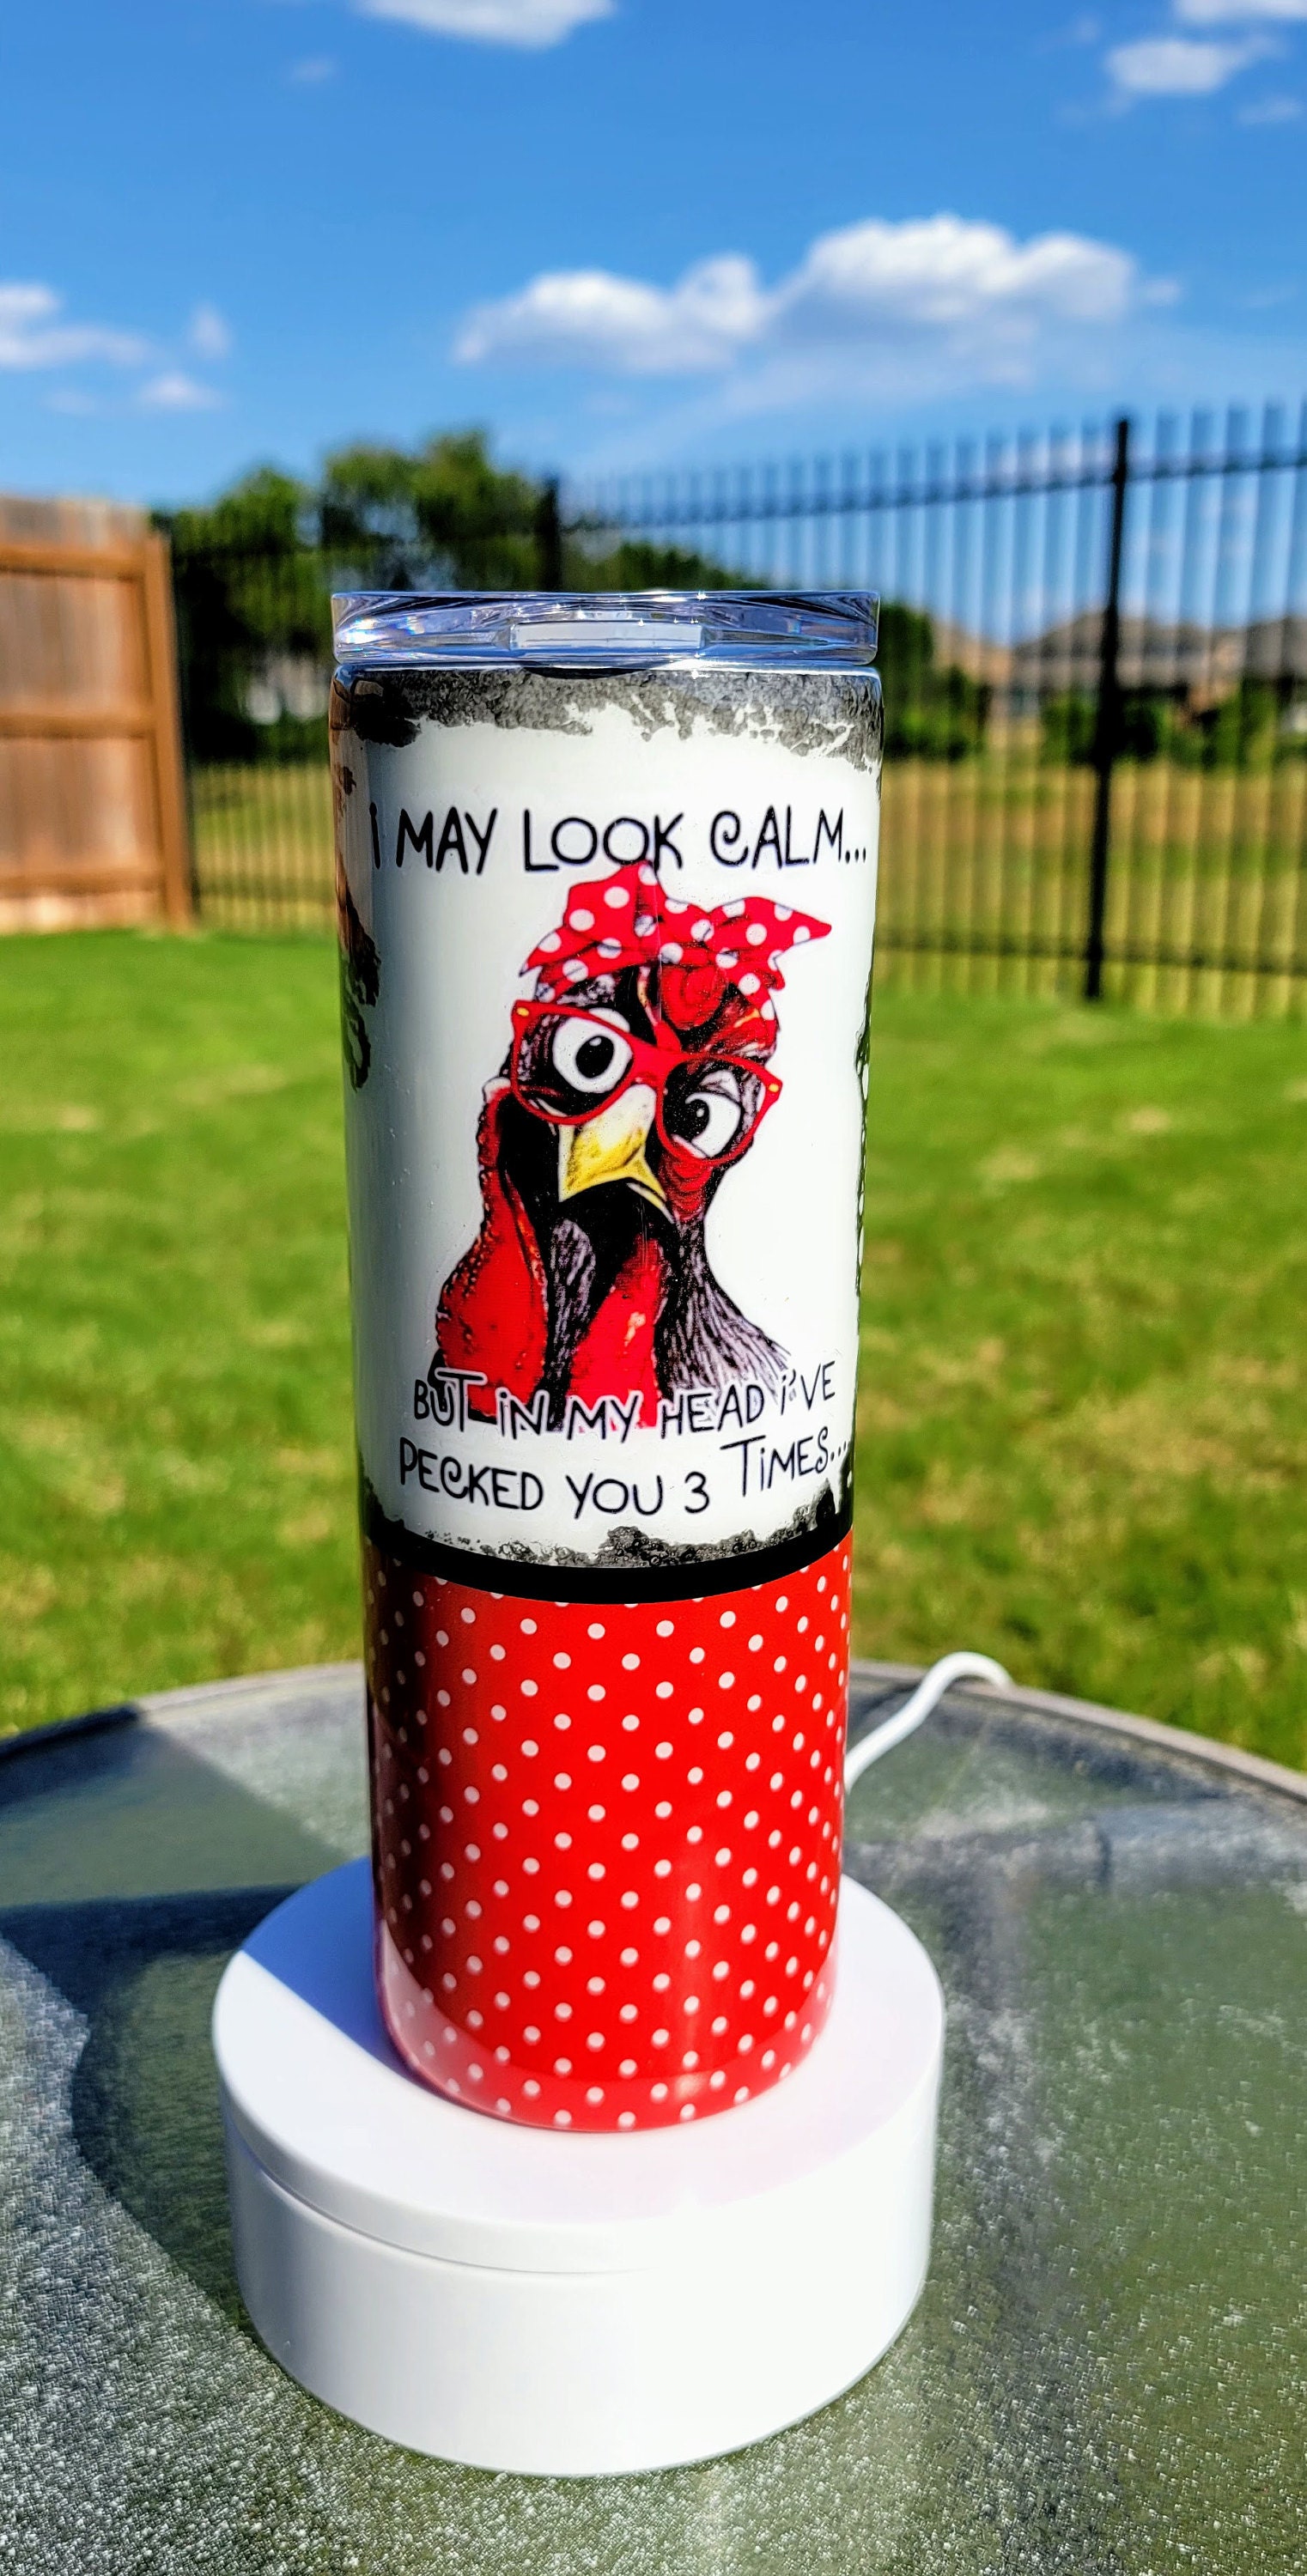 i MAY LOOK CALM...
BUT iN MY HEAD i'VE
PECKED YOU 3 TiMES...